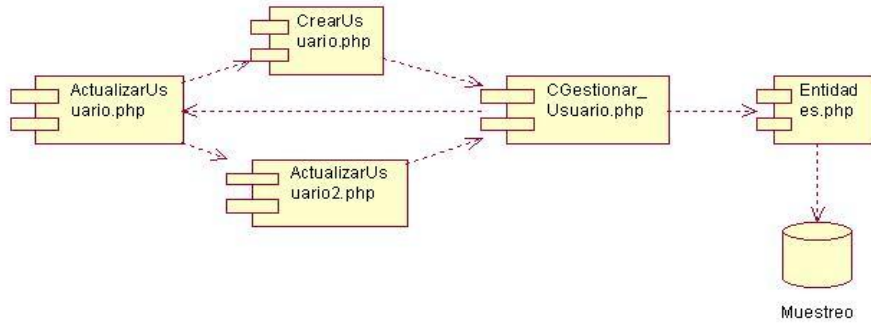 CrearUs
uario.php
ActualizarUs
uario.php
CGestionar_
Usuario.php
Entidad
es.php
ActualizarUs
uario2.php
Muestreo